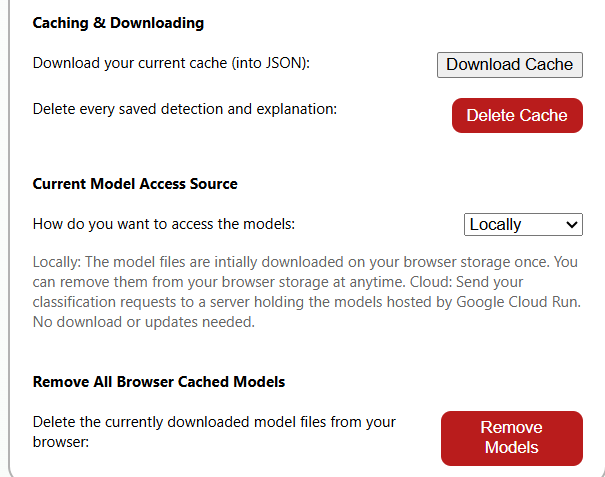 Caching & Downloading
Download your current cache (into JSON):
Download Cache
Delete every saved detection and explanation:
Delete Cache
Current Model Access Source
How do you want to access the models:
Locally
Locally: The model files are intially downloaded on your browser storage once. You
can remove them from your browser storage at anytime. Cloud: Send your
classification requests to a server holding the models hosted by Google Cloud Run.
No download or updates needed.
Remove All Browser Cached Models
Delete the currently downloaded model files from your
browser:
Remove
Models